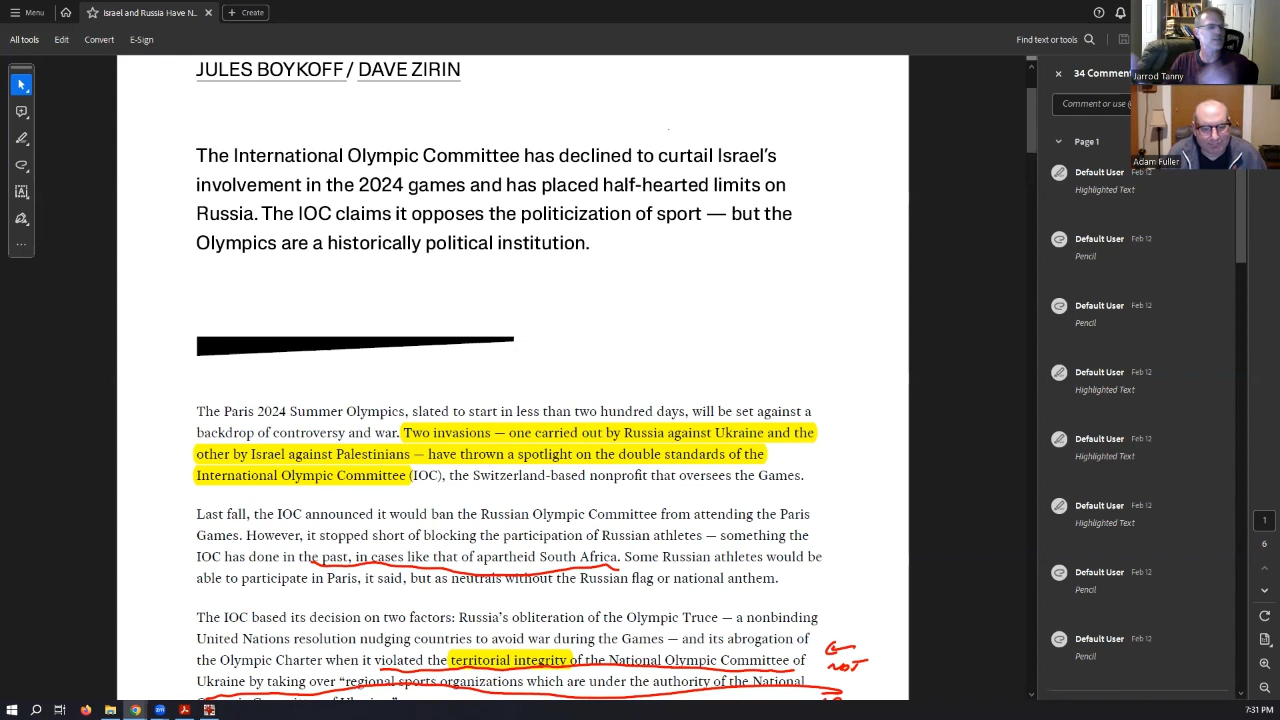 Menu
Israel and Russia Have N...
Create
All tools
Edit
Convert
E-Sign
Find text or tools
JULES BOYKOFF / DAVE ZIRIN
The International Olympic Committee has declined to curtail Israel's
involvement in the 2024 games and has placed half-hearted limits on
Russia. The IOC claims it opposes the politicization of sport — but the
Olympics are a historically political institution.
The Paris 2024 Summer Olympics, slated to start in less than two hundred days, will be set against a
backdrop of controversy and war. Two invasions — one carried out by Russia against Ukraine and the
other by Israel against Palestinians — have thrown a spotlight on the double standards of the
International Olympic Committee (IOC), the Switzerland-based nonprofit that oversees the Games.
Last fall, the IOC announced it would ban the Russian Olympic Committee from attending the Paris
Games. However, it stopped short of blocking the participation of Russian athletes — something the
IOC has done in the past, in cases like that of apartheid South Africa. Some Russian athletes would be
able to participate in Paris, it said, but as neutrals without the Russian flag or national anthem.
The IOC based its decision on two factors: Russia's obliteration of the Olympic Truce — a nonbinding
United Nations resolution nudging countries to avoid war during the Games — and its abrogation of
the Olympic Charter when it violated the territorial integrity of the National Olympic Committee of
Ukraine by taking over "regional sports organizations which are under the authority of the National
NOT
34 Comments
Comment or use @
Page 1
Default User Feb 12
Highlighted Text
Default User Feb 12
Pencil
Default User Feb 12
Pencil
Default User Feb 12
Highlighted Text
Default User Feb 12
Highlighted Text
Default User Feb 12
Highlighted Text
Default User Feb 12
Pencil
Default User Feb 12
Pencil
Jarrod Tanny
Adam Fuller
1
6
7:31 PM